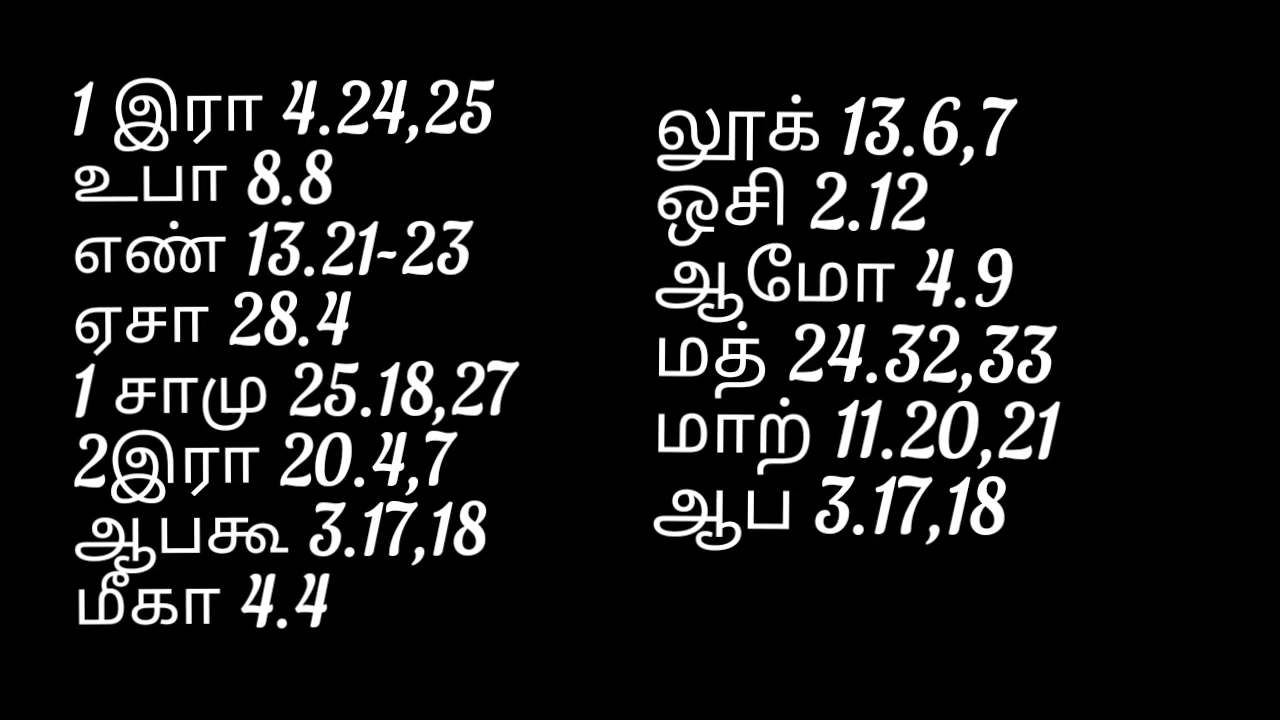 1 இரா 4.24,25
உபா 8.8
எண் 13.21-23
ஏசா 28.4
1 சாமு 25.18,27
2இரா 20.4,7
ஆபகூ 3.17,18
மீகா 4.4
லூக் 13.6,7
ஓசி 2.12
ஆமோ 4.9
மத் 24.32,33
மாற் 11.20,21
ஆப 3.17,18